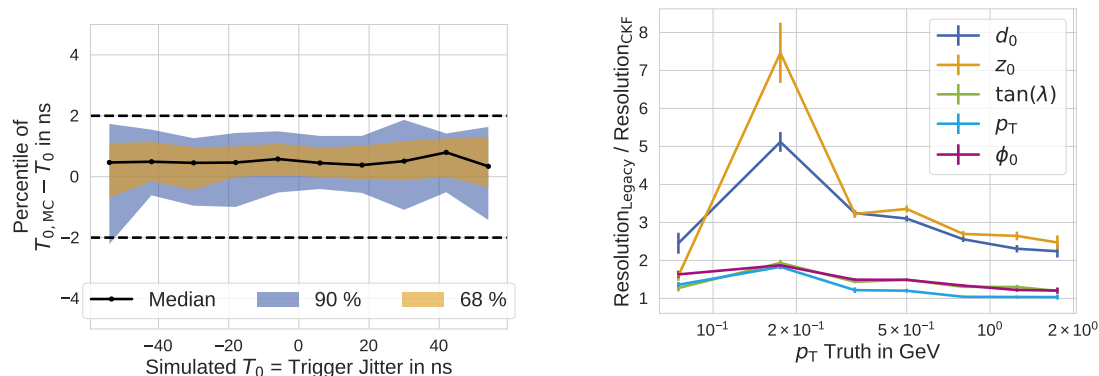 4
2
0
−2
−4
Percentile of
T0, MC − T0 in ns
Median
90 %
68 %
−40
−20
0
20
40
Simulated T0 = Trigger Jitter in ns
8
7
6
5
4
3
2
1
ResolutionLegacy / ResolutionCKF
d0
z0
tan(λ)
pT
ϕ0
10⁻¹
2 × 10⁻¹
5 × 10⁻¹
10⁰
2 × 10⁰
pT Truth in GeV